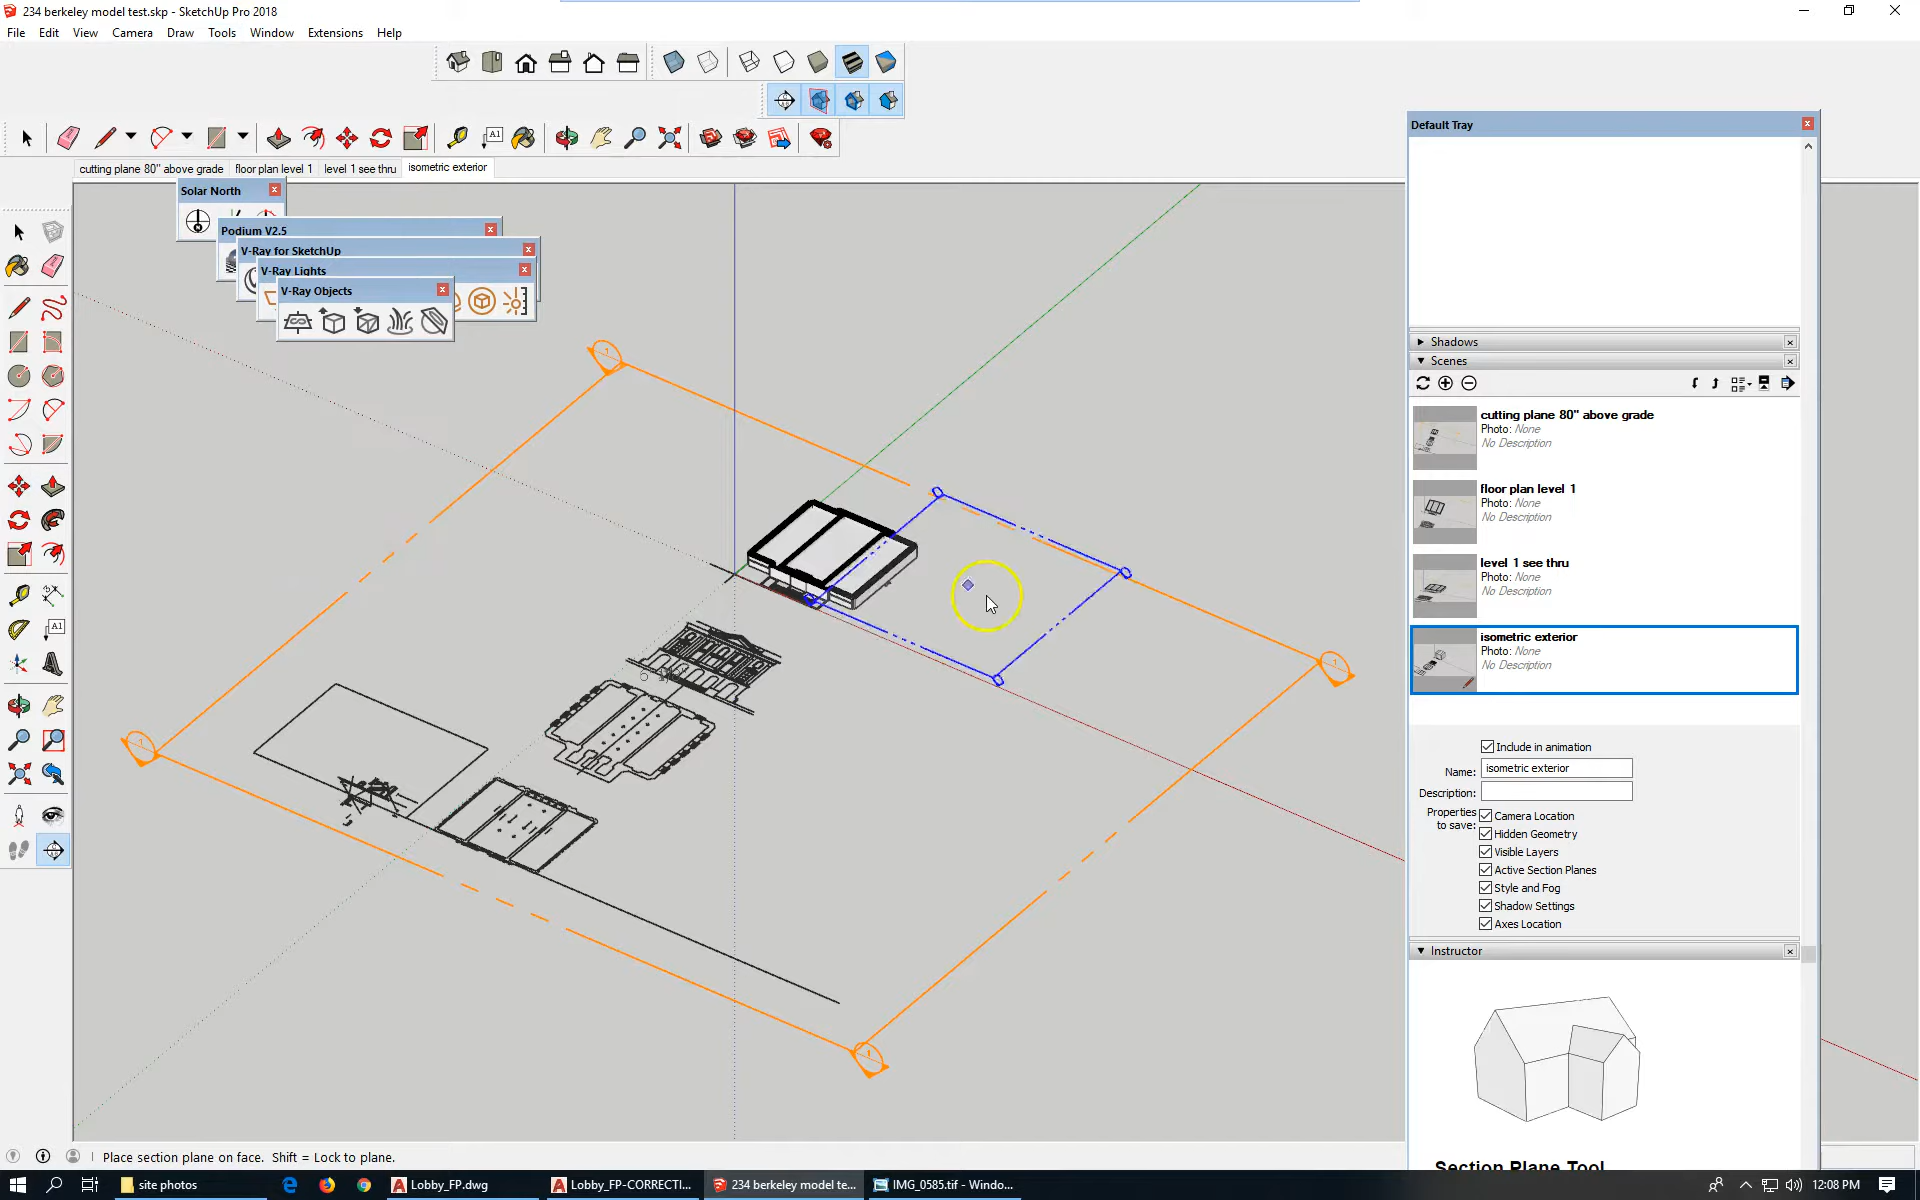 234 berkeley model test.skp - SketchUp Pro 2018
File Edit View Camera Draw Tools Window Extensions Help
cutting plane 80" above grade floor plan level 1 level 1 see thru isometric exterior
Solar North
Podium V2.5
V-Ray for SketchUp
V-Ray Lights
V-Ray Objects
Default Tray
Shadows
Scenes
cutting plane 80" above grade
Photo: None
No Description
floor plan level 1
Photo: None
No Description
level 1 see thru
Photo: None
No Description
isometric exterior
Photo: None
No Description
Include in animation
Name: isometric exterior
Description:
Properties to save:
Camera Location
Hidden Geometry
Visible Layers
Active Section Planes
Style and Fog
Shadow Settings
Axes Location
Instructor
Section Plane Tool
Place section plane on face. Shift = Lock to plane.
site photos
Lobby_FP.dwg
Lobby_FP-CORRECTI...
234 berkeley model te...
IMG_0585.tif - Windo...
12:08 PM